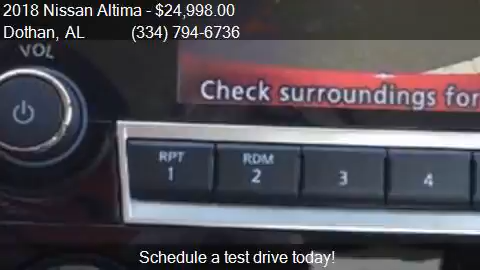 2018 Nissan Altima - $24,998.00
Dothan, AL (334) 794-6736
VOL
Check surroundings for
RPT RDM
1 2 3 4
Schedule a test drive today!